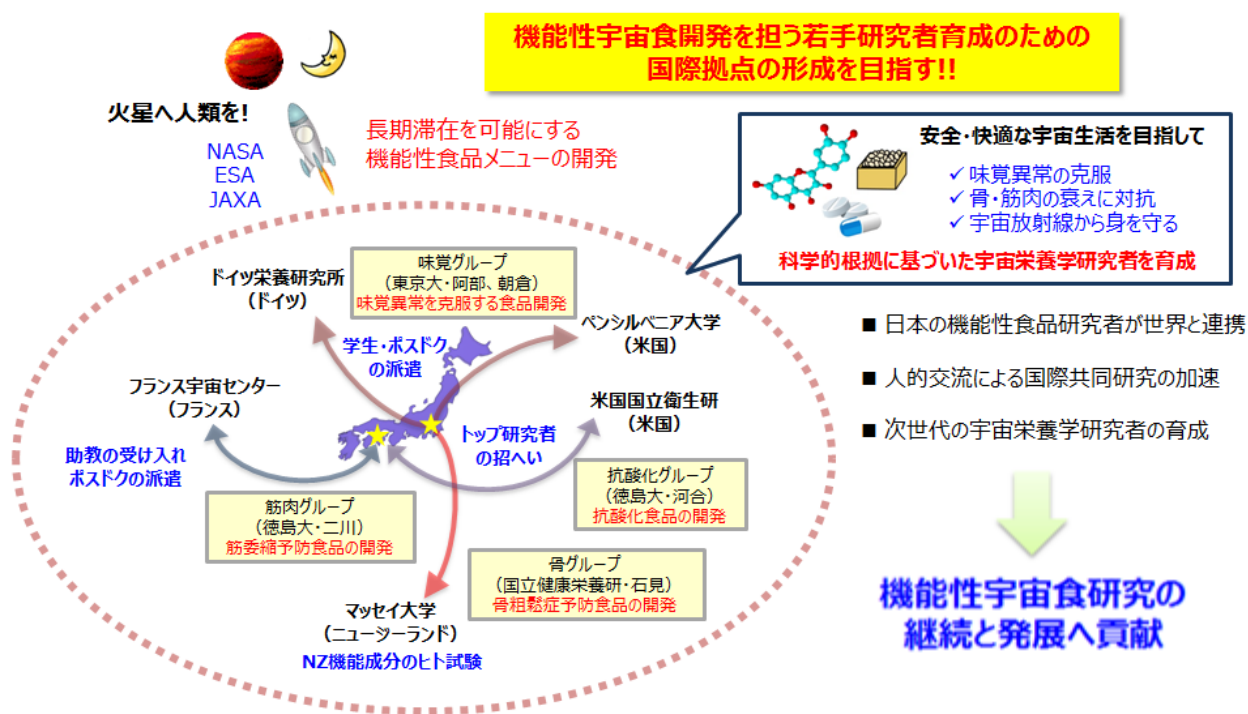 機能性宇宙食開発を担う若手研究者育成のための
国際拠点の形成を目指す!!
火星へ人類を!
NASA
ESA
JAXA
長期滞在を可能にする
機能性食品メニューの開発
安全・快適な宇宙生活を目指して
✓ 味覚異常の克服
✓ 骨・筋肉の衰えに対抗
✓ 宇宙放射線から身を守る
科学的根拠に基づいた宇宙栄養学研究者を育成
ドイツ栄養研究所
(ドイツ)
味覚グループ
(東京大・阿部、朝倉)
味覚異常を克服する食品開発
ペンシルベニア大学
(米国)
学生・ポスドク
の派遣
フランス宇宙センター
(フランス)
米国国立衛生研
(米国)
助教の受け入れ
ポスドクの派遣
トップ研究者
の招へい
抗酸化グループ
(徳島大・河合)
抗酸化食品の開発
筋肉グループ
(徳島大・二川)
筋委縮予防食品の開発
骨グループ
(国立健康栄養研・石見)
骨粗鬆症予防食品の開発
マッセイ大学
(ニュージーランド)
NZ機能成分のヒト試験
■ 日本の機能性食品研究者が世界と連携
■ 人的交流による国際共同研究の加速
■ 次世代の宇宙栄養学研究者の育成
機能性宇宙食研究の
継続と発展へ貢献